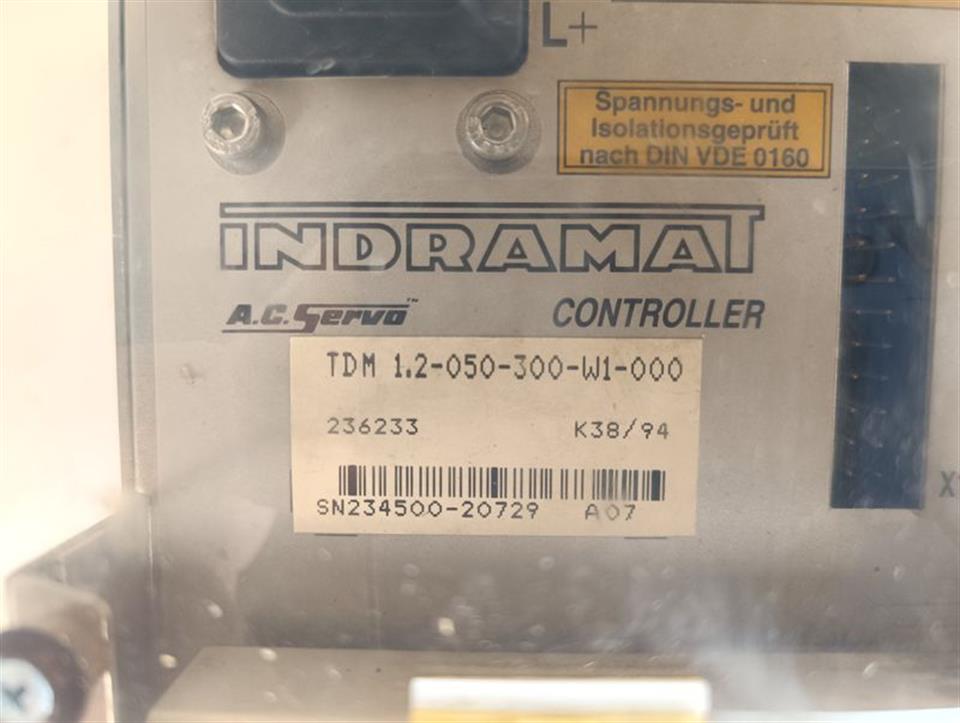 L+
Spannungs- und
Isolationsgeprüft
nach DIN VDE 0160
INDRAMAT
A.C. Servo™ CONTROLLER
TDM 1.2-050-300-W1-000
236233 K38/94
SN234500-20729 A07